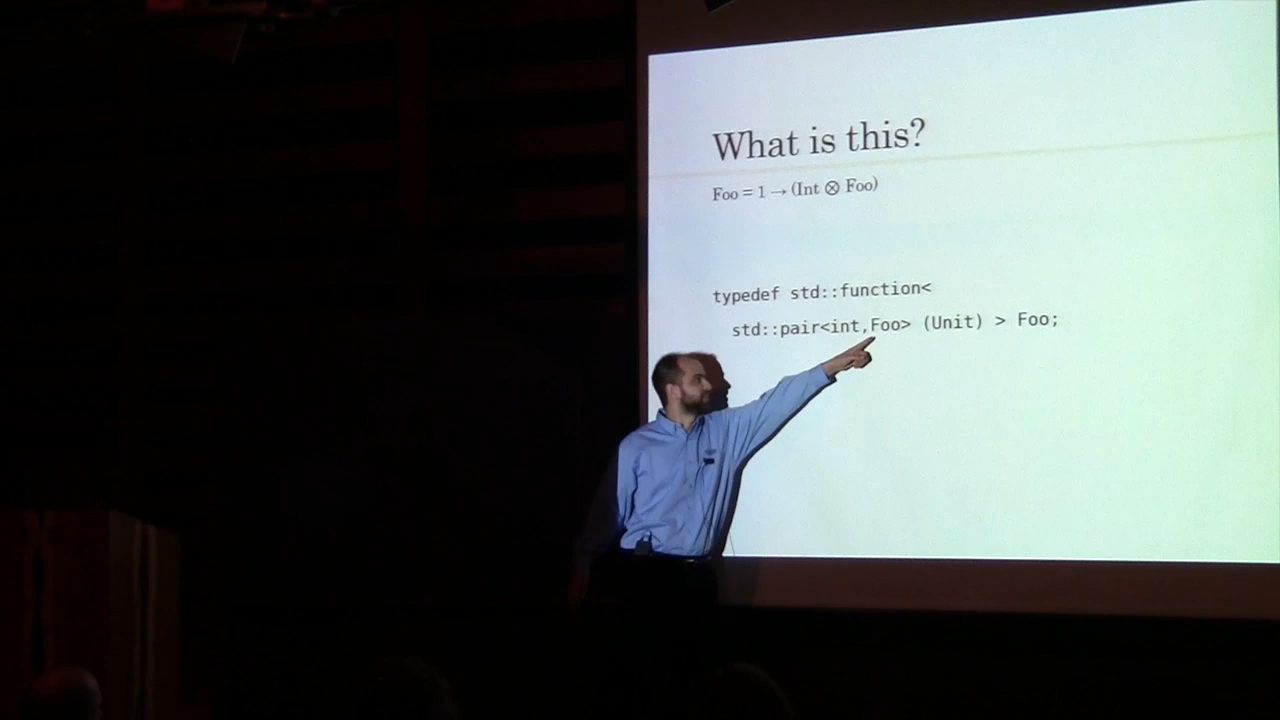 What is this?
Foo = 1 → (Int ⊗ Foo)
typedef std::function<
std::pair<int,Foo> (Unit) > Foo;